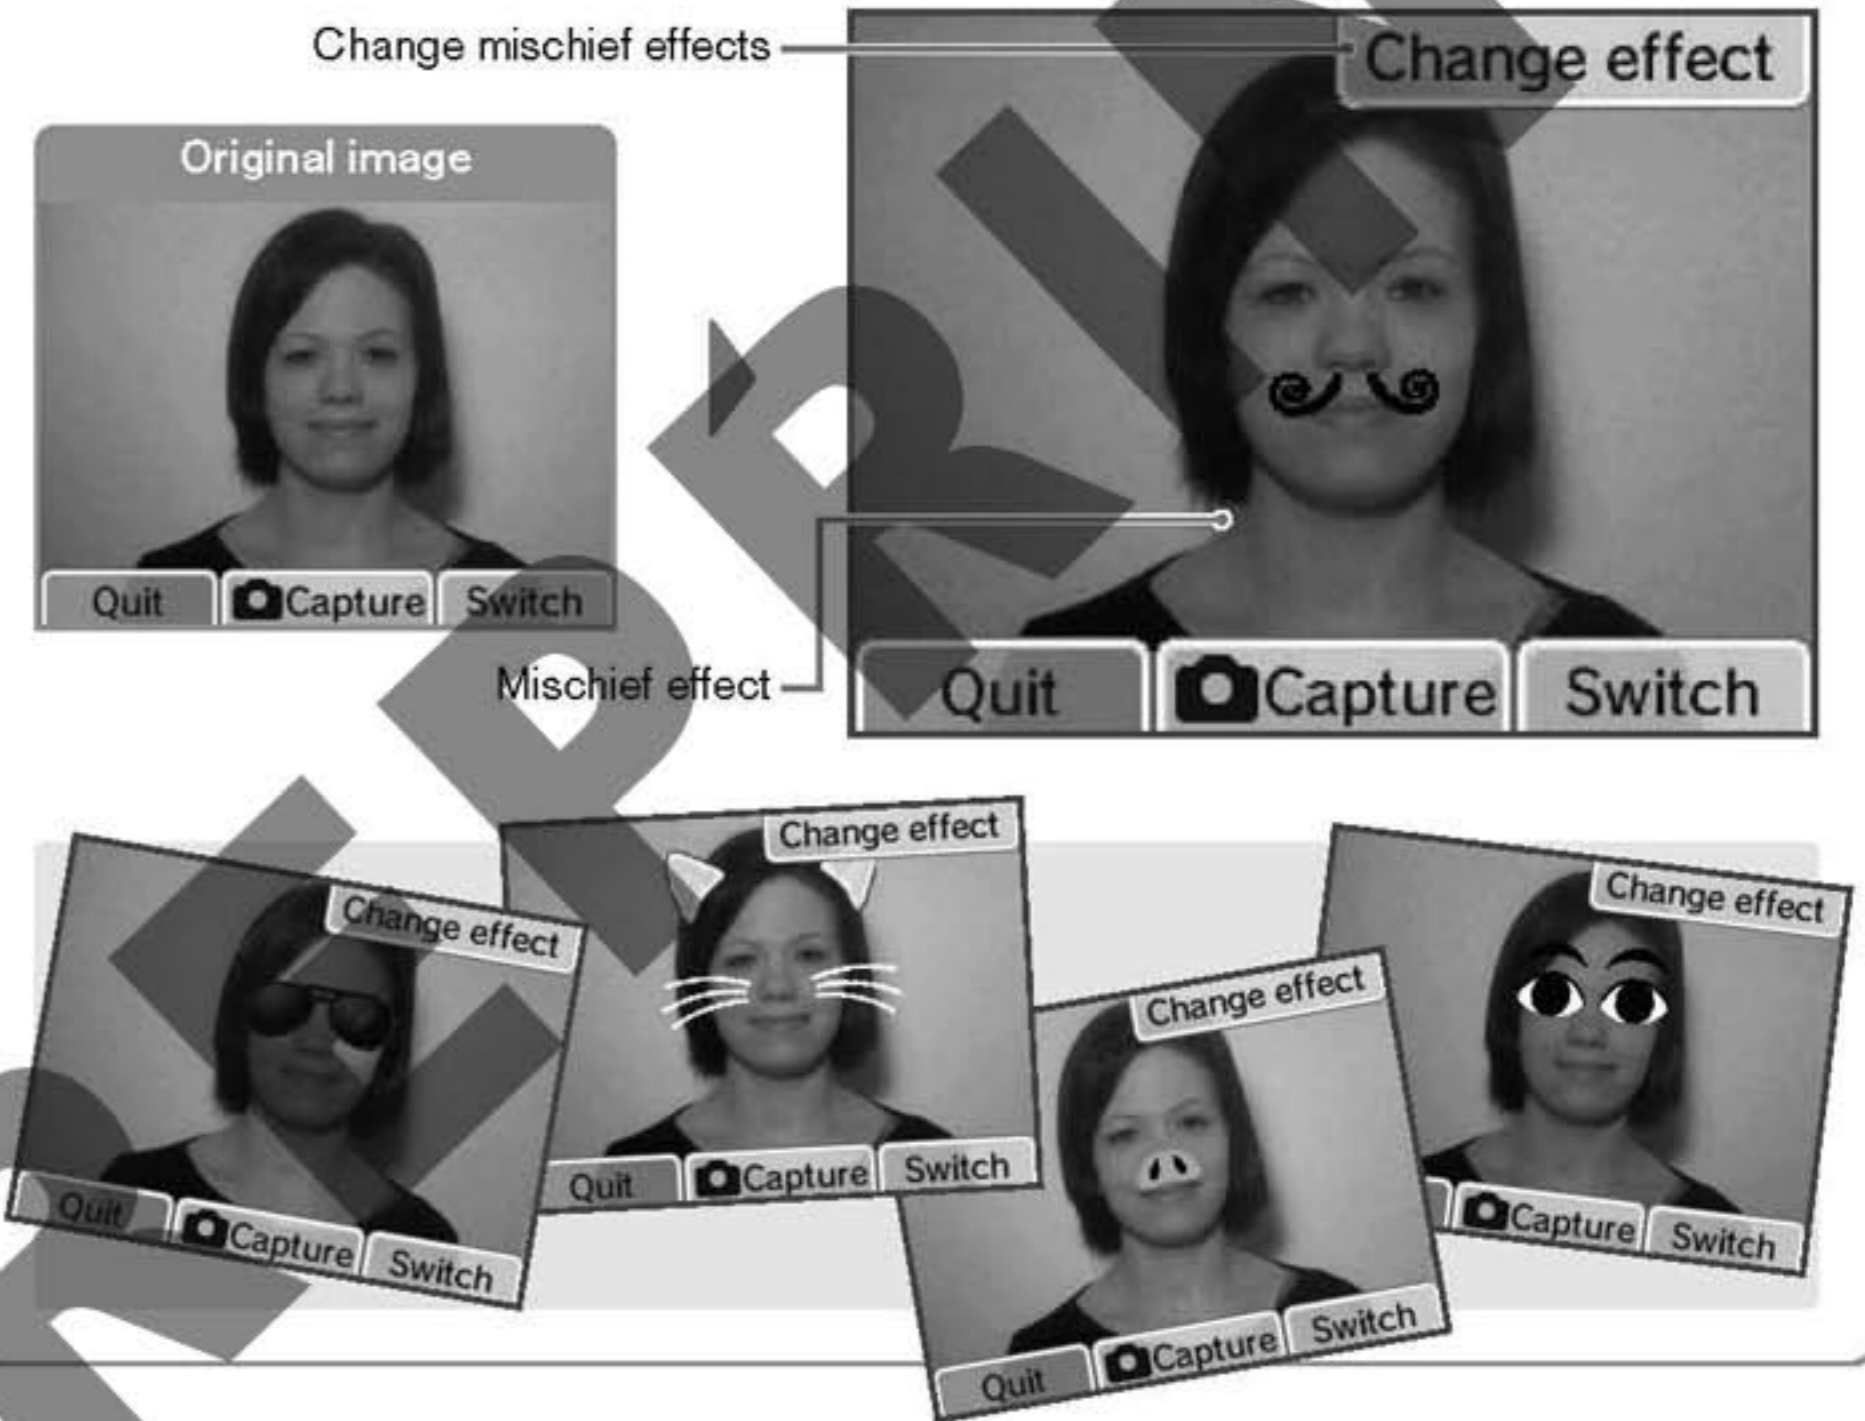 Change mischief effects
Change effect
Original image
Quit
Capture
Switch
Mischief effect
Quit
Capture
Switch
Change effect
Quit
Capture
Switch
Change effect
Quit
Capture
Switch
Change effect
Quit
Capture
Switch
Change effect
Capture
Switch